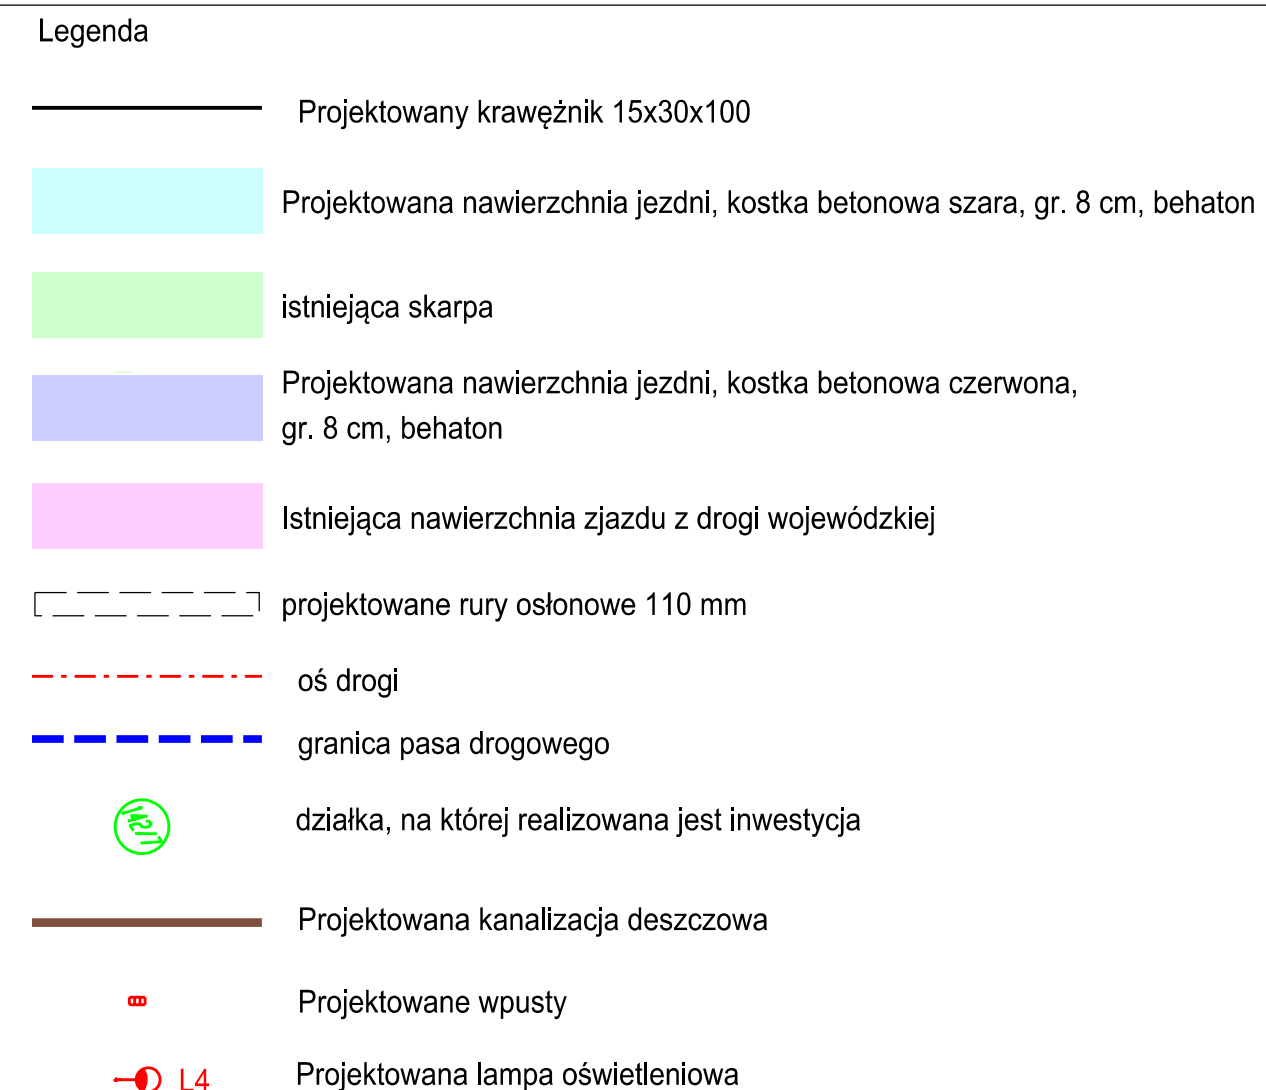 Legenda
Projektowany krawężnik 15x30x100
Projektowana nawierzchnia jezdni, kostka betonowa szara, gr. 8 cm, behaton
istniejąca skarpa
Projektowana nawierzchnia jezdni, kostka betonowa czerwona,
gr. 8 cm, behaton
Istniejąca nawierzchnia zjazdu z drogi wojewódzkiej
projektowane rury osłonowe 110 mm
oś drogi
granica pasa drogowego
142/1
działka, na której realizowana jest inwestycja
Projektowana kanalizacja deszczowa
Projektowane wpusty
L4 Projektowana lampa oświetleniowa